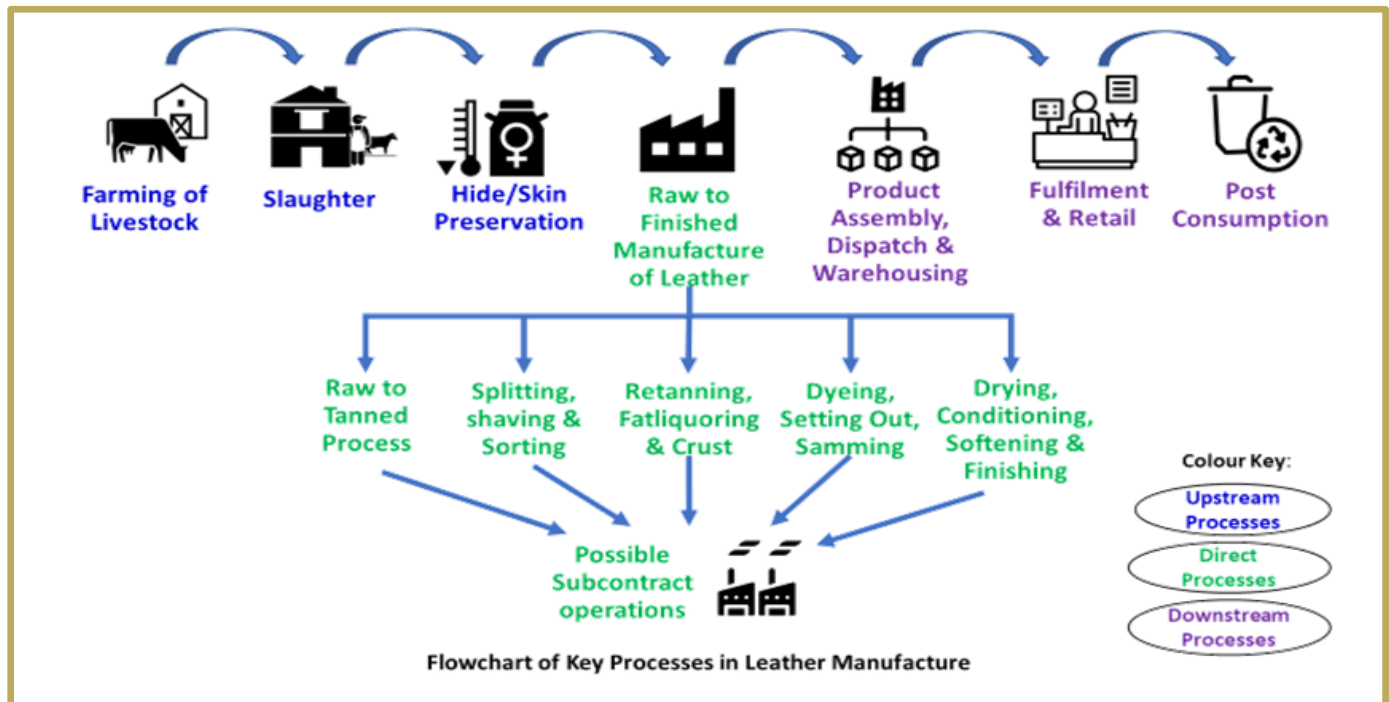 Farming of
Livestock
Slaughter
Hide/Skin
Preservation
Raw to
Finished
Manufacture
of Leather
Product
Assembly,
Dispatch &
Warehousing
Fulfilment
& Retail
Post
Consumption
Raw to
Tanned
Process
Splitting,
shaving &
Sorting
Retanning,
Fatliquoring
& Crust
Dyeing,
Setting Out,
Samming
Drying,
Conditioning,
Softening &
Finishing
Possible
Subcontract
operations
Colour Key:
Upstream
Processes
Direct
Processes
Downstream
Processes
Flowchart of Key Processes in Leather Manufacture